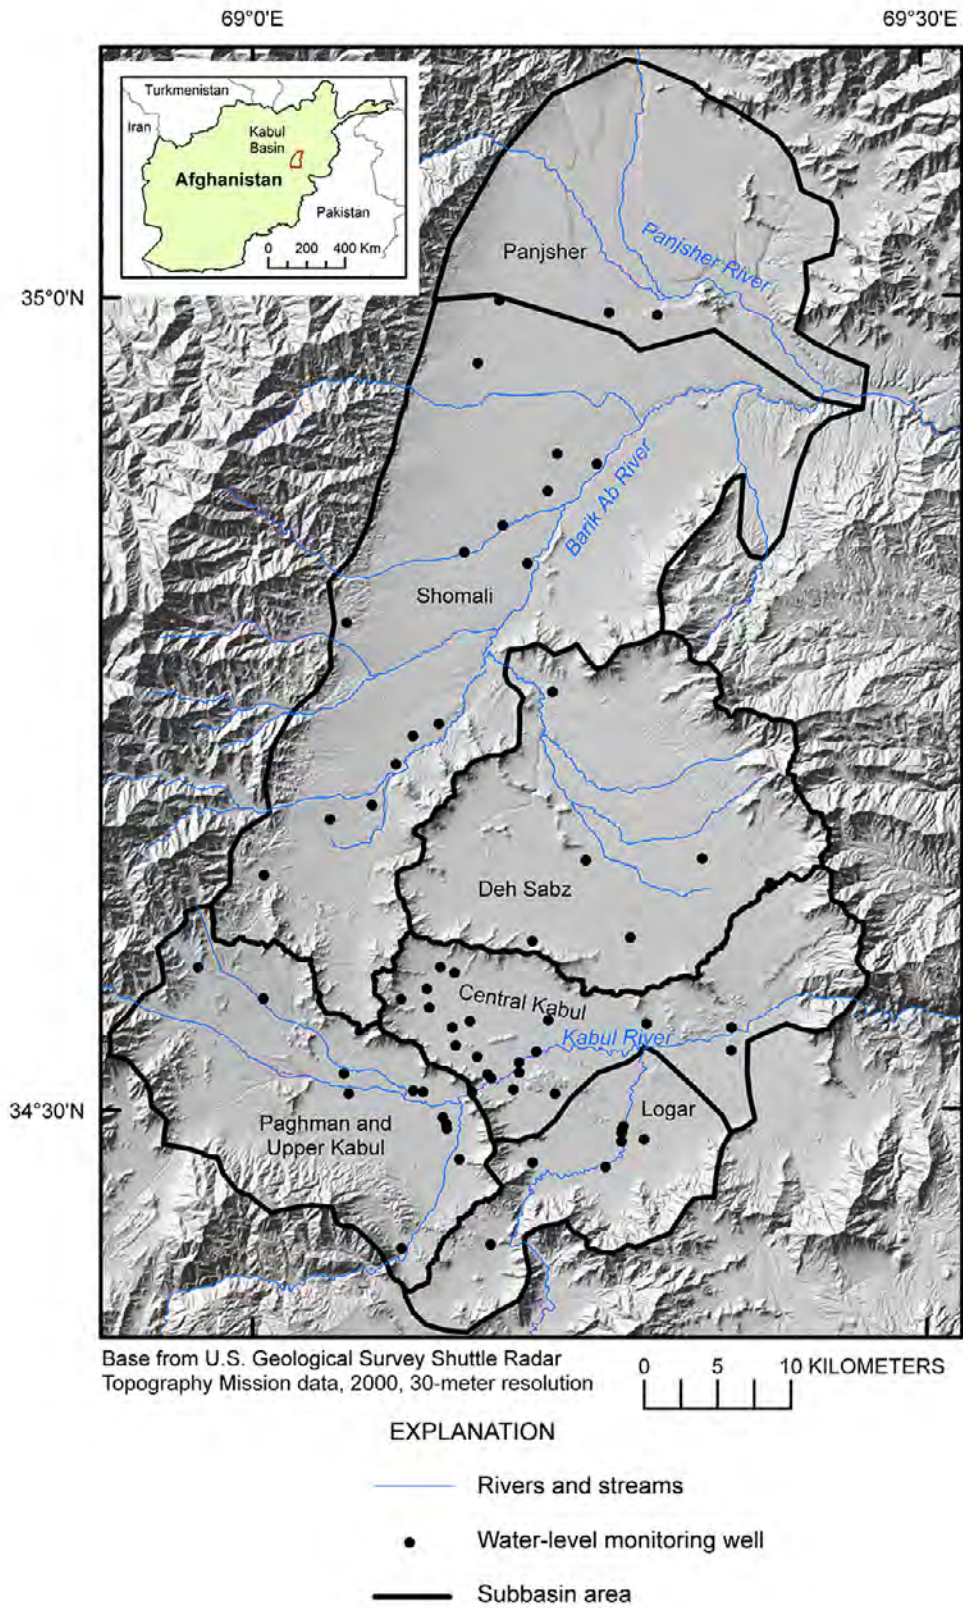 69°0'E
69°30'E
Turkmenistan
Iran
Kabul
Basin
Afghanistan
Pakistan
0 200 400 Km
Panjsher
Panjsher River
35°0'N
Barik Ab River
Shomali
Deh Sabz
Central Kabul
Kabul River
34°30'N
Logar
Paghman and
Upper Kabul
Base from U.S. Geological Survey Shuttle Radar
Topography Mission data, 2000, 30-meter resolution
0 5 10 KILOMETERS
EXPLANATION
Rivers and streams
Water-level monitoring well
Subbasin area